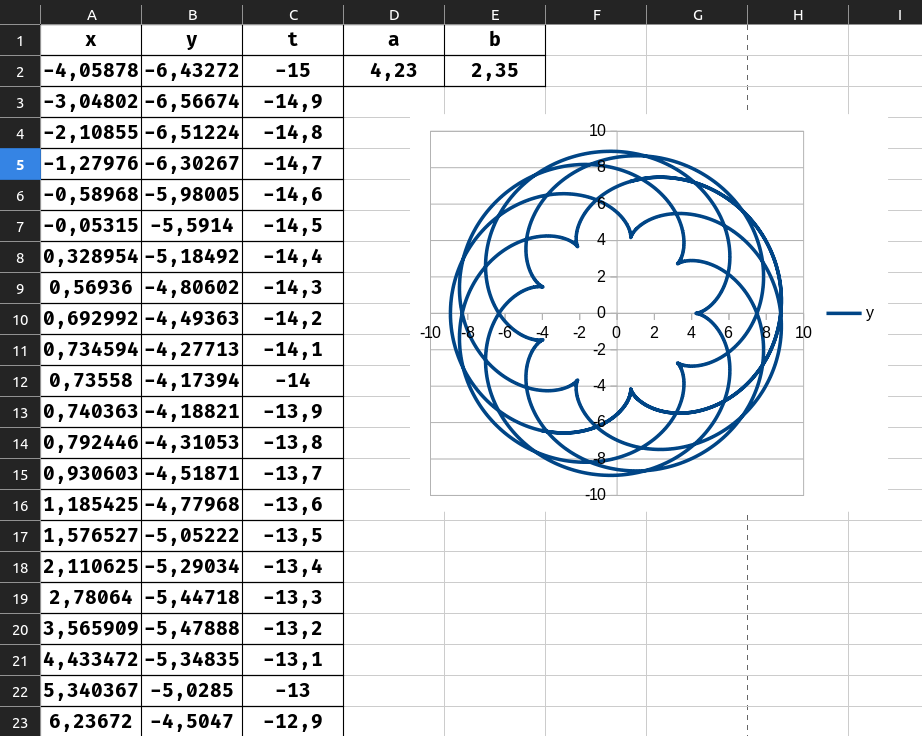 A B C D E F G H I
1 x y t a b
2 -4,05878 -6,43272 -15 4,23 2,35
3 -3,04802 -6,56674 -14,9
4 -2,10855 -6,51224 -14,8
5 -1,27976 -6,30267 -14,7
6 -0,58968 -5,98005 -14,6
7 -0,05315 -5,5914 -14,5
8 0,328954 -5,18492 -14,4
9 0,56936 -4,80602 -14,3
10 0,692992 -4,49363 -14,2
11 0,734594 -4,27713 -14,1
12 0,73558 -4,17394 -14
13 0,740363 -4,18821 -13,9
14 0,792446 -4,31053 -13,8
15 0,930603 -4,51871 -13,7
16 1,185425 -4,77968 -13,6
17 1,576527 -5,05222 -13,5
18 2,110625 -5,29034 -13,4
19 2,78064 -5,44718 -13,3
20 3,565909 -5,47888 -13,2
21 4,433472 -5,34835 -13,1
22 5,340367 -5,0285 -13
23 6,23672 -4,5047 -12,9
10
8
6
4
2
0
-10 -8 -6 -4 -2 0 2 4 6 8 10
-2
-4
-6
-8
-10
y